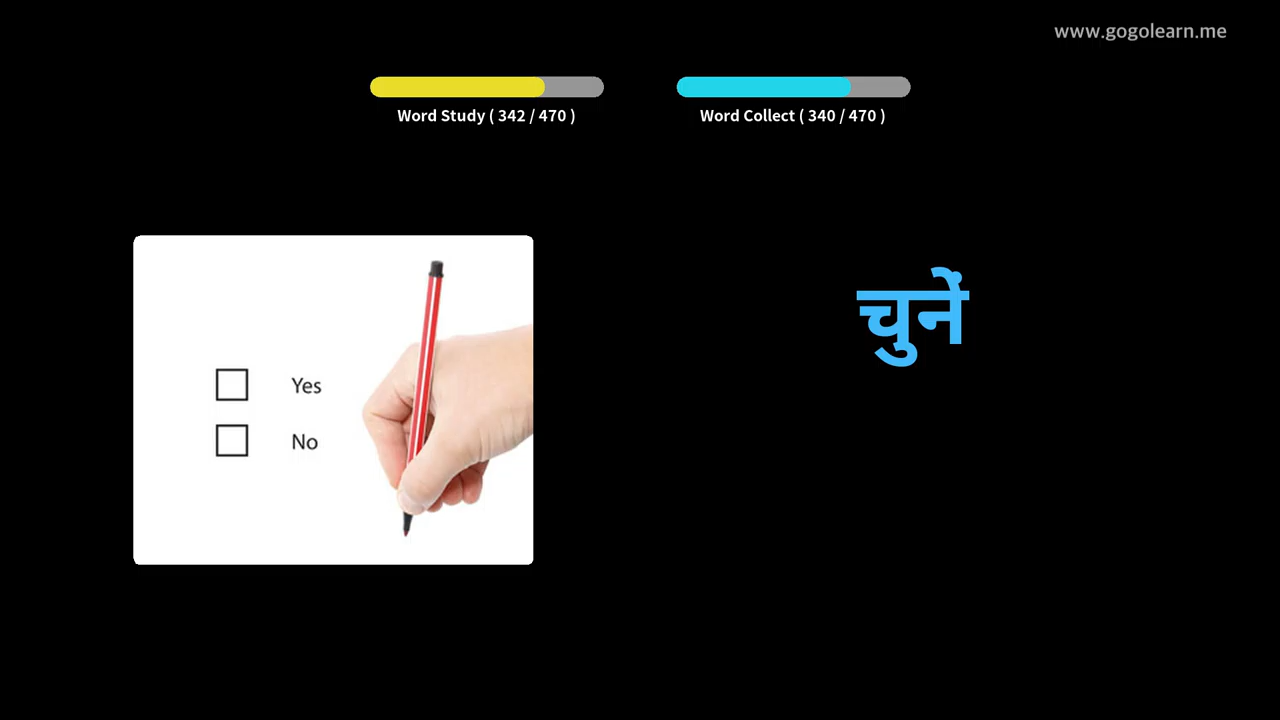 www.gogolearn.me
Word Study ( 342 / 470 )
Word Collect ( 340 / 470 )
चुनें
Yes
No